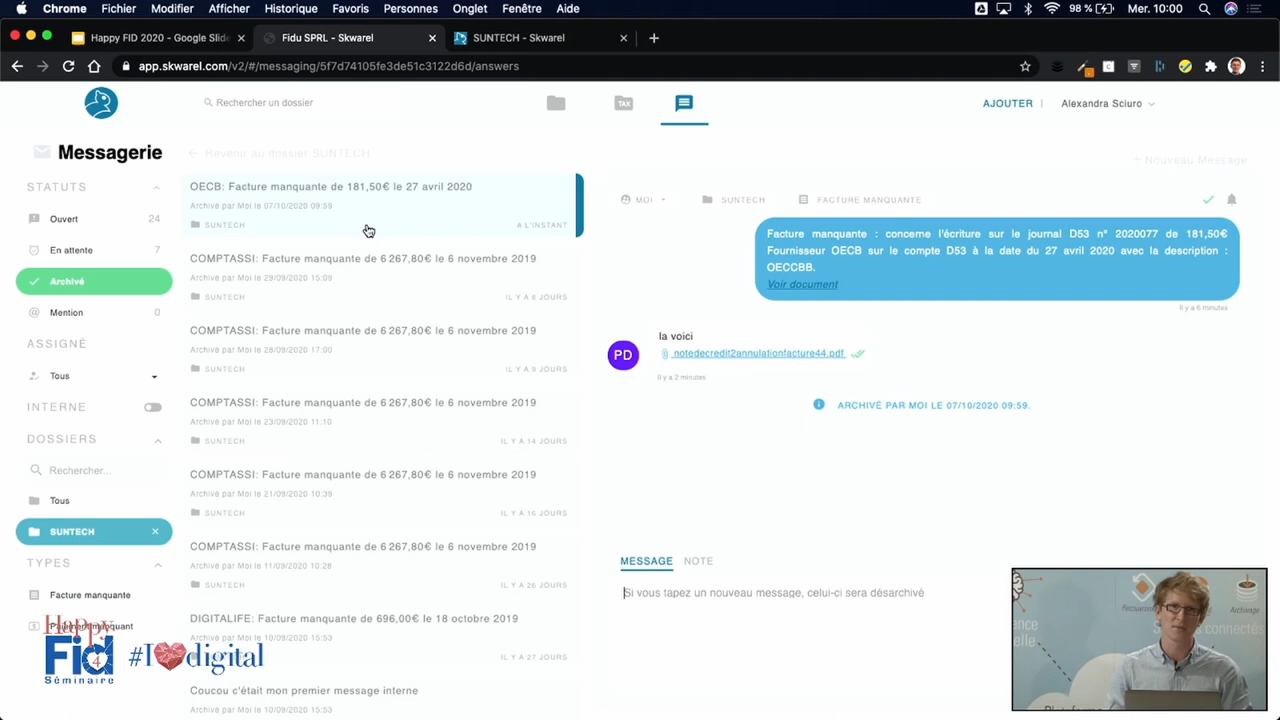 Chrome Fichier Modifier Afficher Historique Favoris Personnes Onglet Fenêtre Aide
98 % Mer. 10:00
Happy FID 2020 - Google Slide
Fidu SPRL - Skwarel
SUNTECH - Skwarel
app.skwarel.com/v2/#/messaging/5f7d74105fe3de51c3122d6d/answers
Rechercher un dossier
TAX
AJOUTER |
Alexandra Sciuro
Messagerie
STATUTS
Ouvert 24
En attente 7
Archivé
Mention 0
ASSIGNÉ
Tous
INTERNE
DOSSIERS
Rechercher...
Tous
SUNTECH
TYPES
Facture manquante
Revenir au dossier SUNTECH
OECB: Facture manquante de 181,50€ le 27 avril 2020
Archivé par Moi le 07/10/2020 09:59
SUNTECH A L'INSTANT
COMPTASSI: Facture manquante de 6 267,80€ le 6 novembre 2019
Archivé par Moi le 29/09/2020 15:09
SUNTECH IL Y A 8 JOURS
COMPTASSI: Facture manquante de 6 267,80€ le 6 novembre 2019
Archivé par Moi le 28/09/2020 17:00
SUNTECH IL Y A 9 JOURS
COMPTASSI: Facture manquante de 6 267,80€ le 6 novembre 2019
Archivé par Moi le 23/09/2020 11:10
SUNTECH IL Y A 14 JOURS
COMPTASSI: Facture manquante de 6 267,80€ le 6 novembre 2019
Archivé par Moi le 21/09/2020 10:39
SUNTECH IL Y A 16 JOURS
COMPTASSI: Facture manquante de 6 267,80€ le 6 novembre 2019
Archivé par Moi le 11/09/2020 10:28
SUNTECH IL Y A 26 JOURS
DIGITALIFE: Facture manquante de 696,00€ le 18 octobre 2019
Archivé par Moi le 10/09/2020 15:53
IL Y A 27 JOURS
Coucou c'était mon premier message interne
Archivé par Moi le 10/09/2020 15:53
+ Nouveau Message
MOI SUNTECH FACTURE MANQUANTE
Facture manquante : concerne l'écriture sur le journal D53 n° 2020077 de 181,50€
Fournisseur OECB sur le compte D53 à la date du 27 avril 2020 avec la description :
OECCBB.
Voir document
Il y a 6 minutes
PD
la voici
notedecredit2annulationfacture44.pdf
Il y a 2 minutes
ARCHIVÉ PAR MOI LE 07/10/2020 09:59.
MESSAGE NOTE
Si vous tapez un nouveau message, celui-ci sera désarchivé
Happy
Fid
4
Séminaire
#I digital
Archivage
connectés